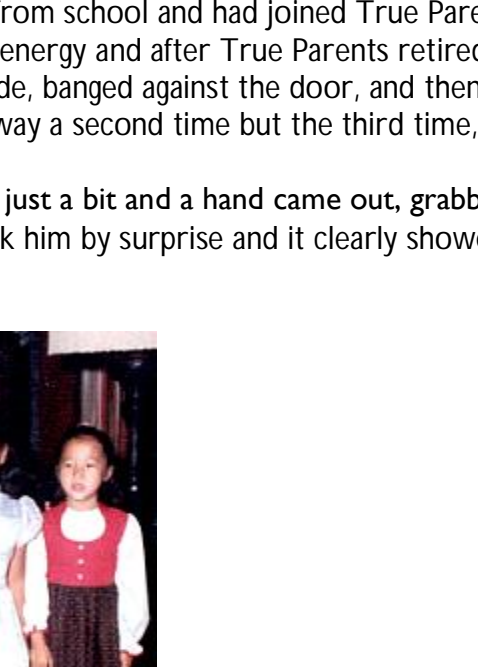 from school and had joined True Pare
energy and after True Parents retired
de, banged against the door, and then
way a second time but the third time,
just a bit and a hand came out, grabb
k him by surprise and it clearly showe